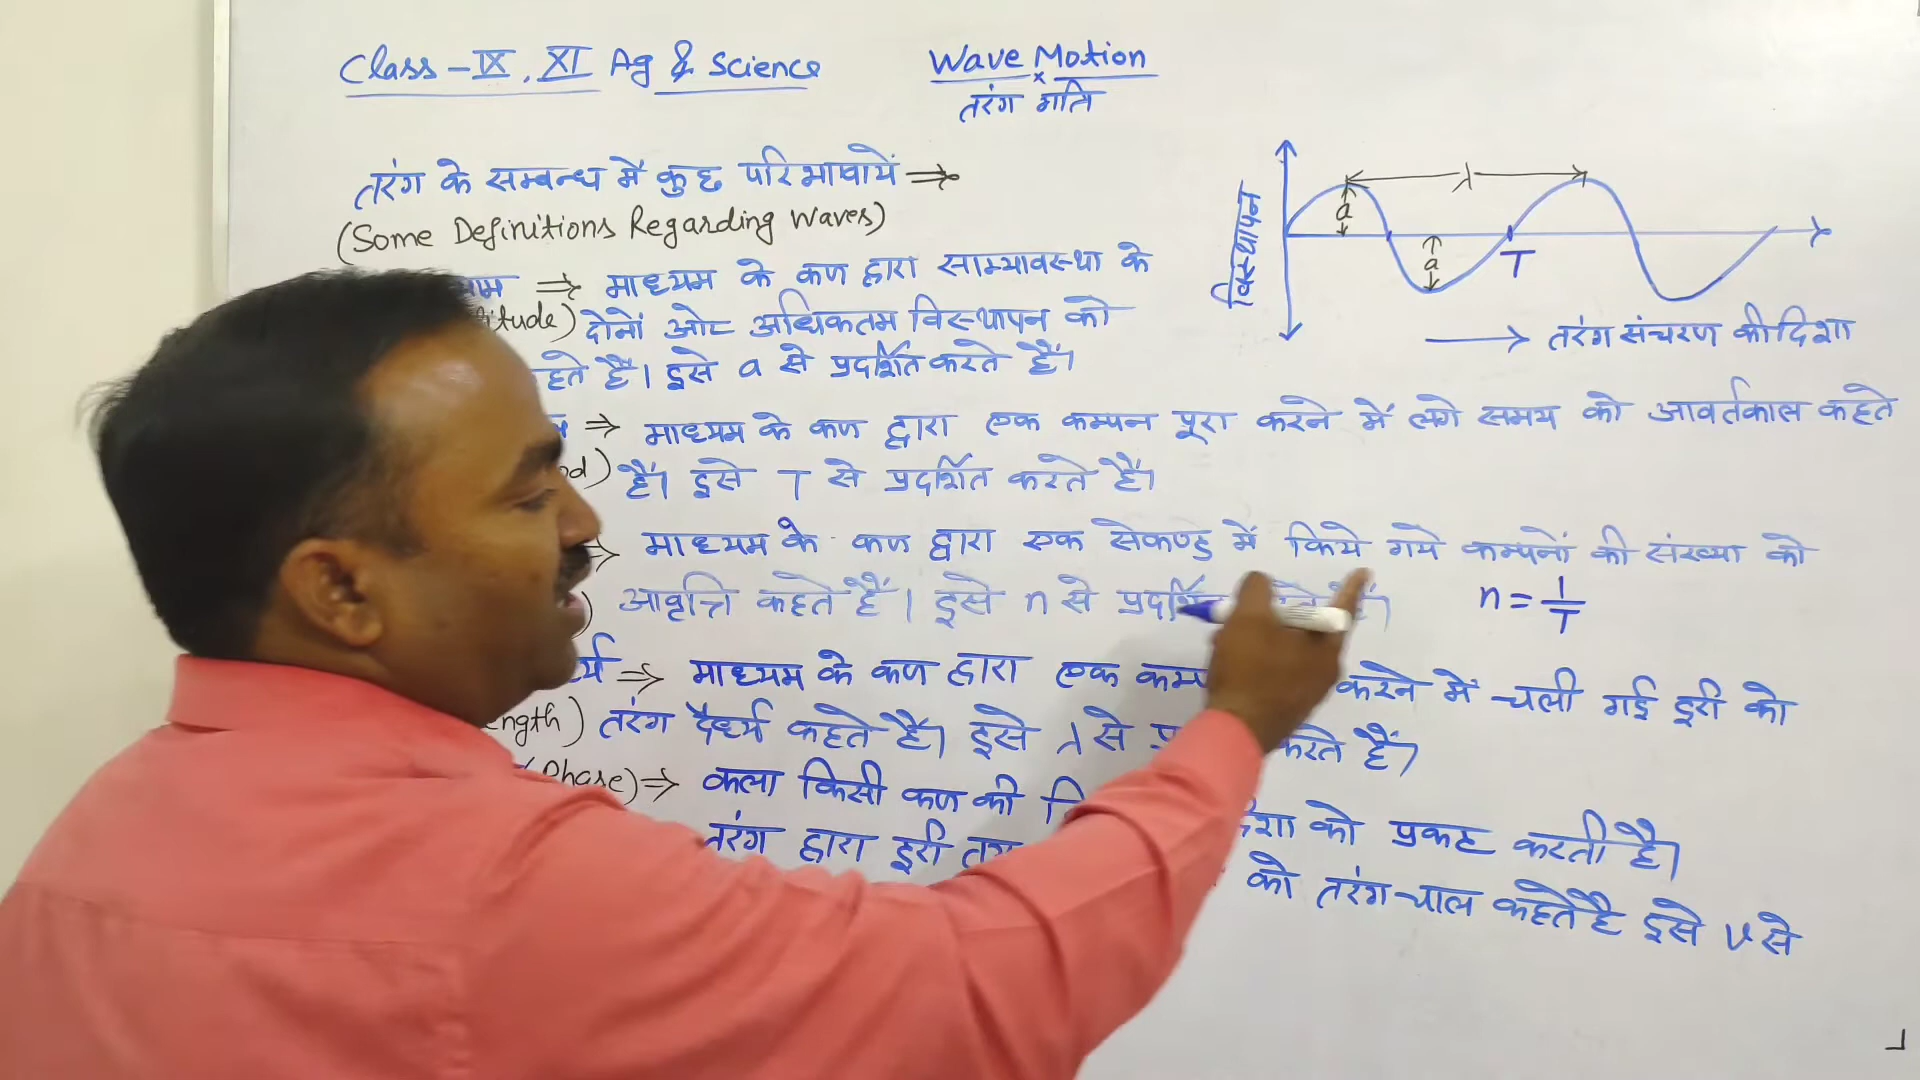 Class - IX, XI Ag & Science
Wave Motion
x
तरंग गति
तरंग के सम्बन्ध में कुछ परिभाषायें ⇒
(Some Definitions Regarding Waves)
⇒ माध्यम के कण द्वारा साम्यावस्था के
दोनों ओर अधिकतम विस्थापन को
हते हैं। इसे a से प्रदर्शित करते हैं।
⇒ माध्यम के कण द्वारा एक कम्पन पूरा करने में लगे समय को आवर्तकाल कहते
हैं। इसे T से प्रदर्शित करते हैं।
⇒ माध्यम के कण द्वारा एक सेकण्ड में किये गये कम्पनों की संख्या को
आवृत्ति कहते हैं। इसे n से
n = 1/T
⇒ माध्यम के कण द्वारा एक करने में चली गई दूरी को
तरंग दैर्ध्य कहते हैं। इसे λ से करते हैं।
(Phase) ⇒ कला किसी कण की को प्रकट करती है।
तरंग द्वारा दूरी को तरंग चाल कहते है इसे v से
विस्थापन
a
λ
a
T
→ तरंग संचरण की दिशा